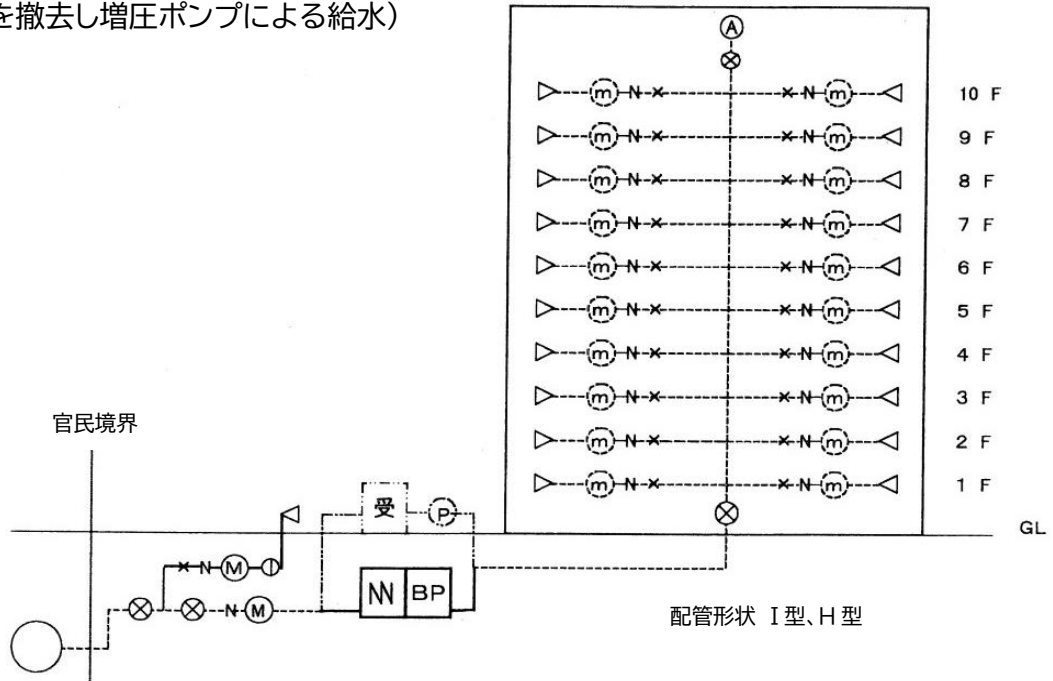 を撤去し増圧ポンプによる給水)
A
m N m 10 F
m N m 9 F
m N m 8 F
m N m 7 F
m N m 6 F
m N m 5 F
m N m 4 F
m N m 3 F
m N m 2 F
m N m 1 F
官民境界
受 P
GL
N M
N M
NN BP
配管形状 I型、H型